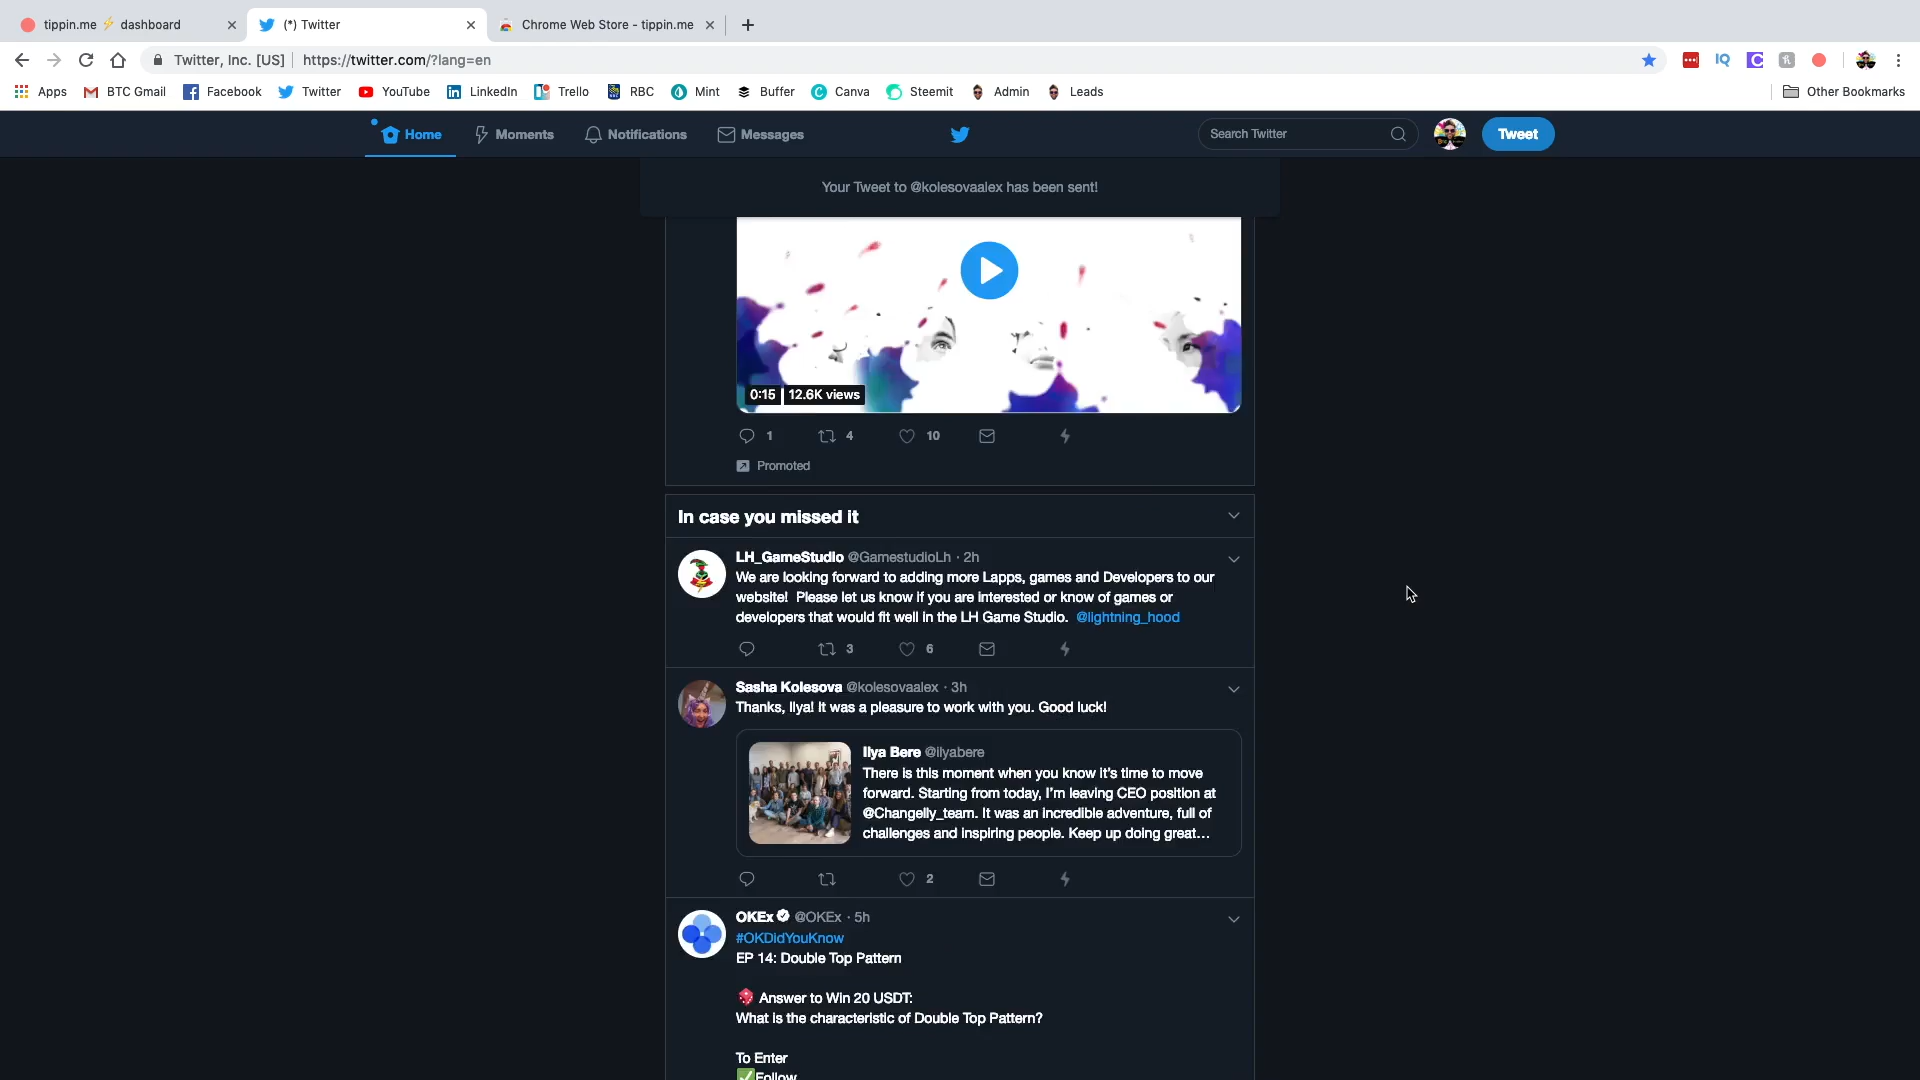 tippin.me ⚡ dashboard
(*) Twitter
Chrome Web Store - tippin.me
Twitter, Inc. [US]
https://twitter.com/?lang=en
IQ
Apps
BTC Gmail
Facebook
Twitter
YouTube
LinkedIn
Trello
RBC
Mint
Buffer
Canva
Steemit
Admin
Leads
Other Bookmarks
Home
Moments
Notifications
Messages
Search Twitter
Tweet
Your Tweet to @kolesovaalex has been sent!
0:15 | 12.6K views
1
4
10
Promoted
In case you missed it
LH_GameStudio @GamestudioLh · 2h
We are looking forward to adding more Lapps, games and Developers to our
website! Please let us know if you are interested or know of games or
developers that would fit well in the LH Game Studio. @lightning_hood
3
6
Sasha Kolesova @kolesovaalex · 3h
Thanks, Ilya! It was a pleasure to work with you. Good luck!
Ilya Bere @ilyabere
There is this moment when you know it's time to move
forward. Starting from today, I'm leaving CEO position at
@Changelly_team. It was an incredible adventure, full of
challenges and inspiring people. Keep up doing great...
2
OKEx @OKEx · 5h
#OKDidYouKnow
EP 14: Double Top Pattern
🎲 Answer to Win 20 USDT:
What is the characteristic of Double Top Pattern?
To Enter
✅Follow